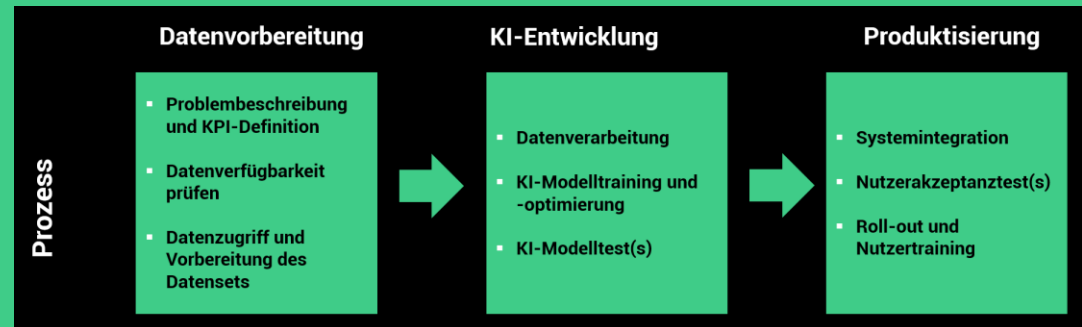 Datenvorbereitung
KI-Entwicklung
Produktisierung
Prozess
▪ Problembeschreibung
und KPI-Definition
▪ Datenverfügbarkeit
prüfen
▪ Datenzugriff und
Vorbereitung des
Datensets
▪ Datenverarbeitung
▪ KI-Modelltraining und
-optimierung
▪ KI-Modelltest(s)
▪ Systemintegration
▪ Nutzerakzeptanztest(s)
▪ Roll-out und
Nutzertraining